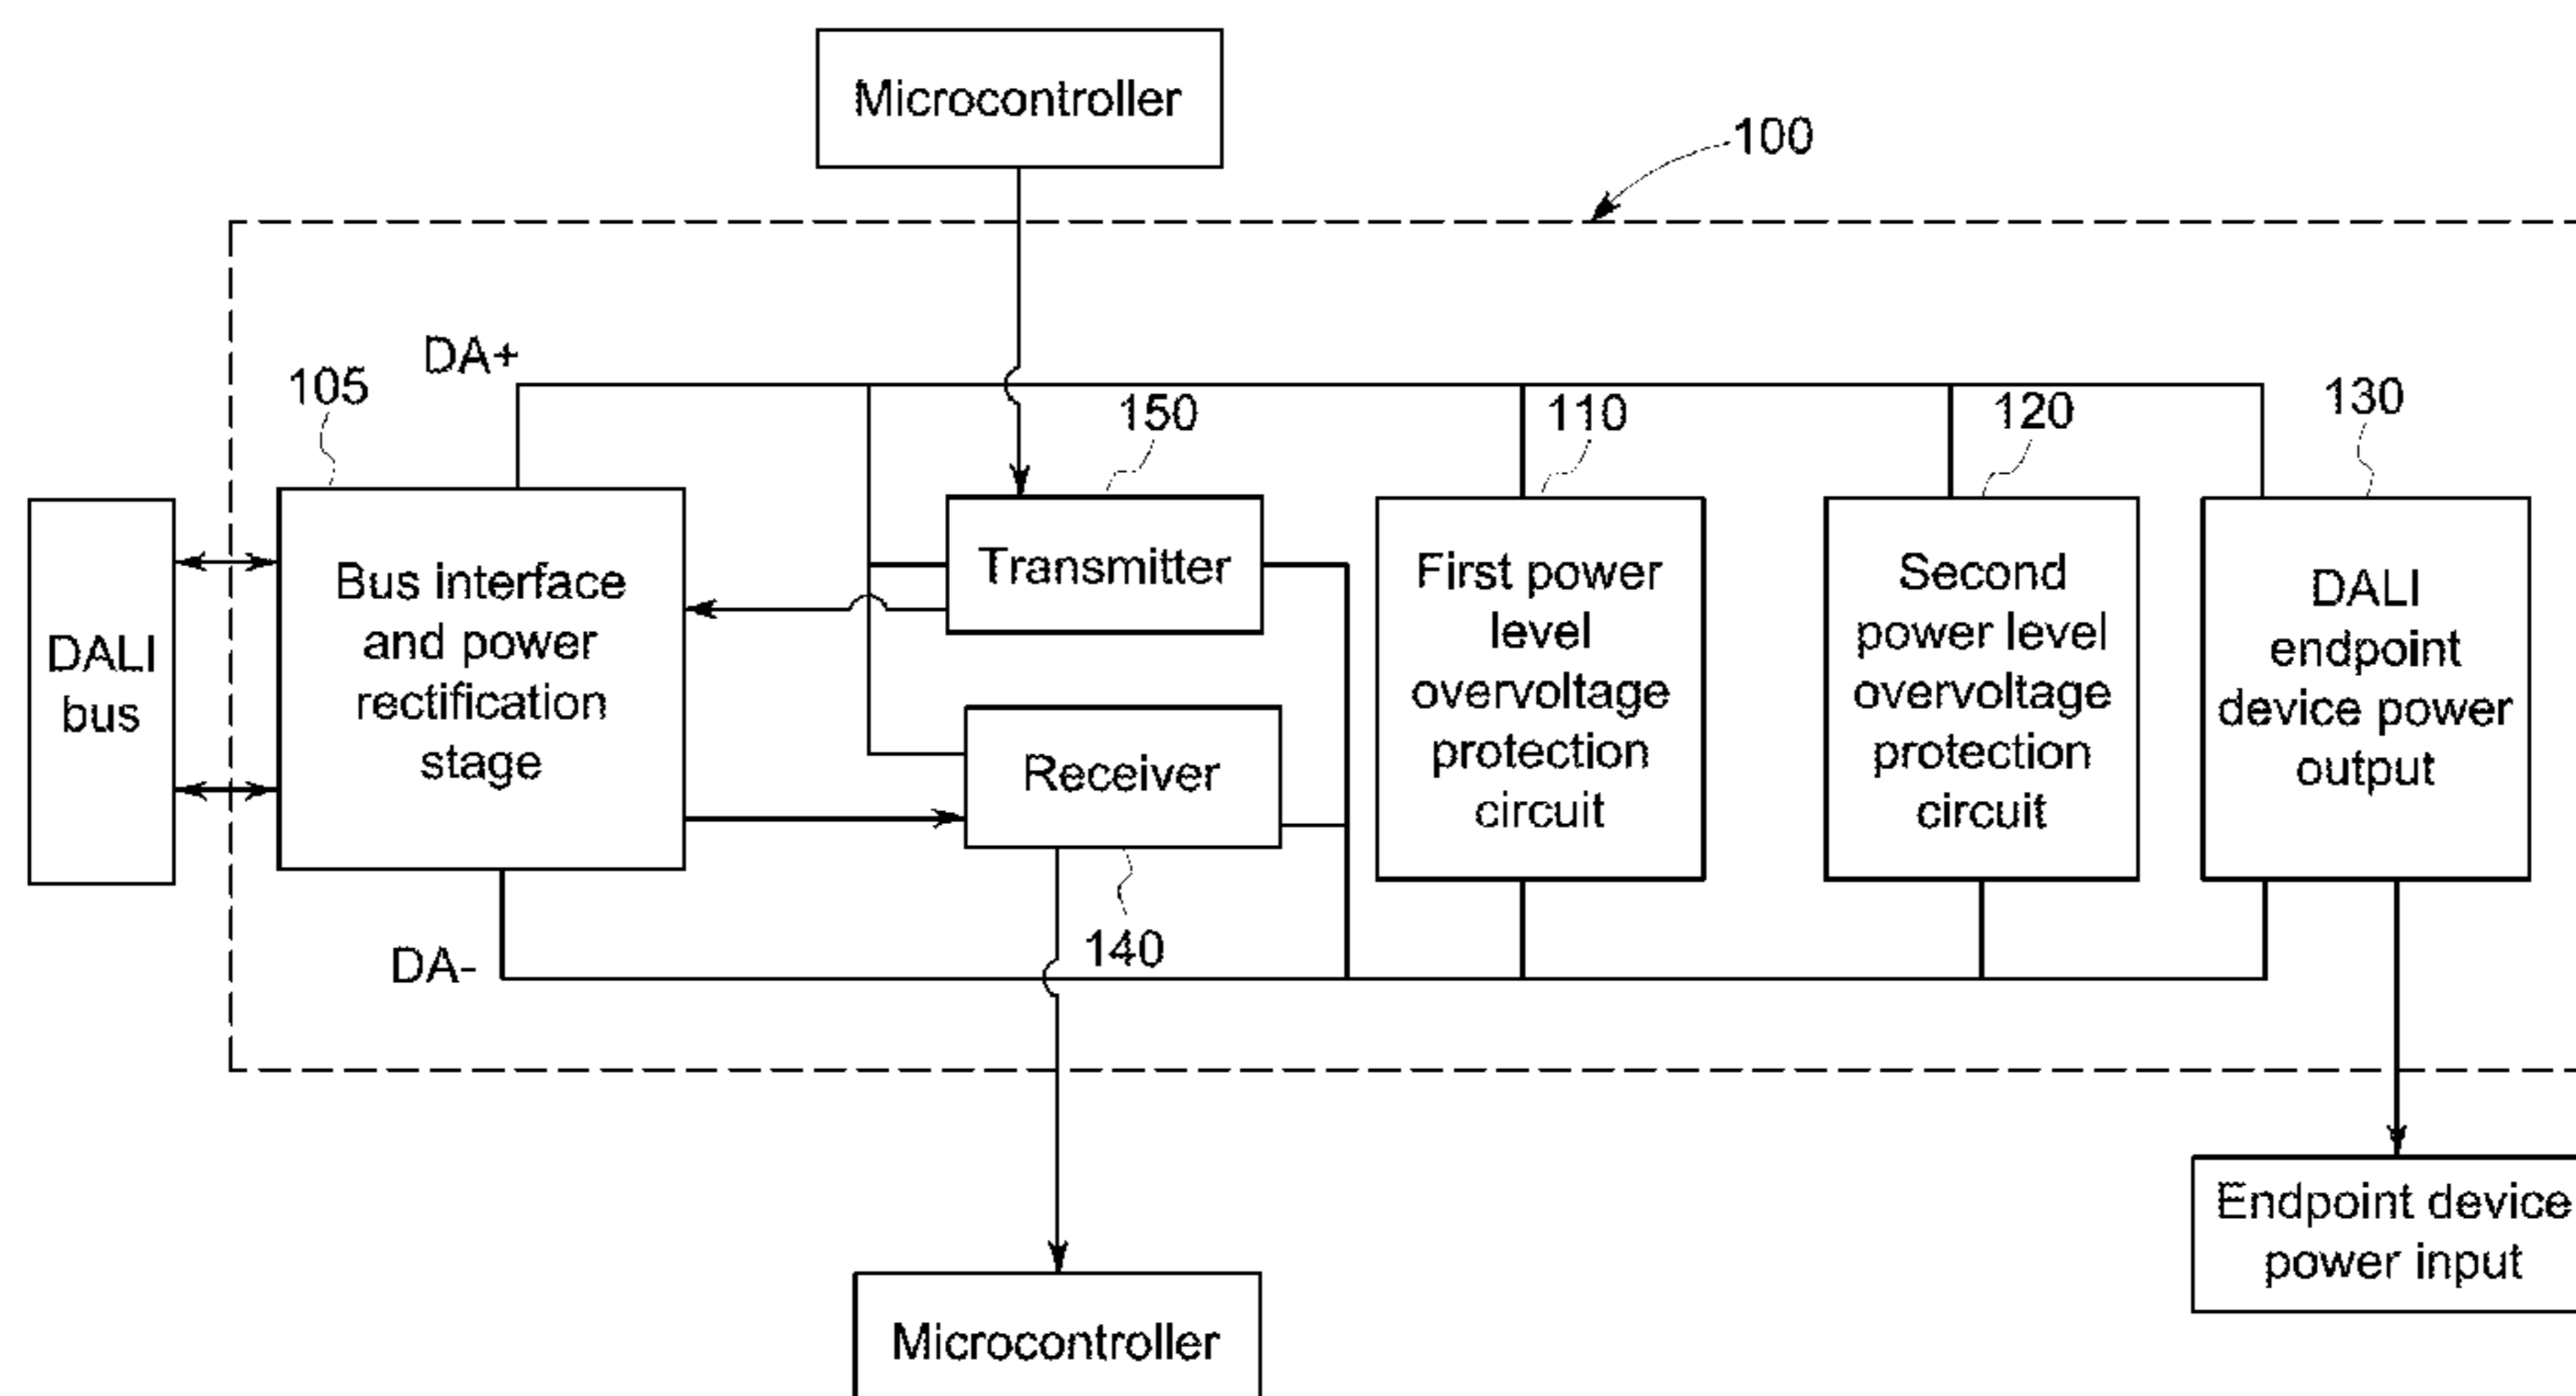 Microcontroller
100
DA+
105
150
110
120
130
DALI
bus
Bus interface
and power
rectification
stage
Transmitter
Receiver
First power
level
overvoltage
protection
circuit
Second
power level
overvoltage
protection
circuit
DALI
endpoint
device power
output
140
DA-
Endpoint device
power input
Microcontroller